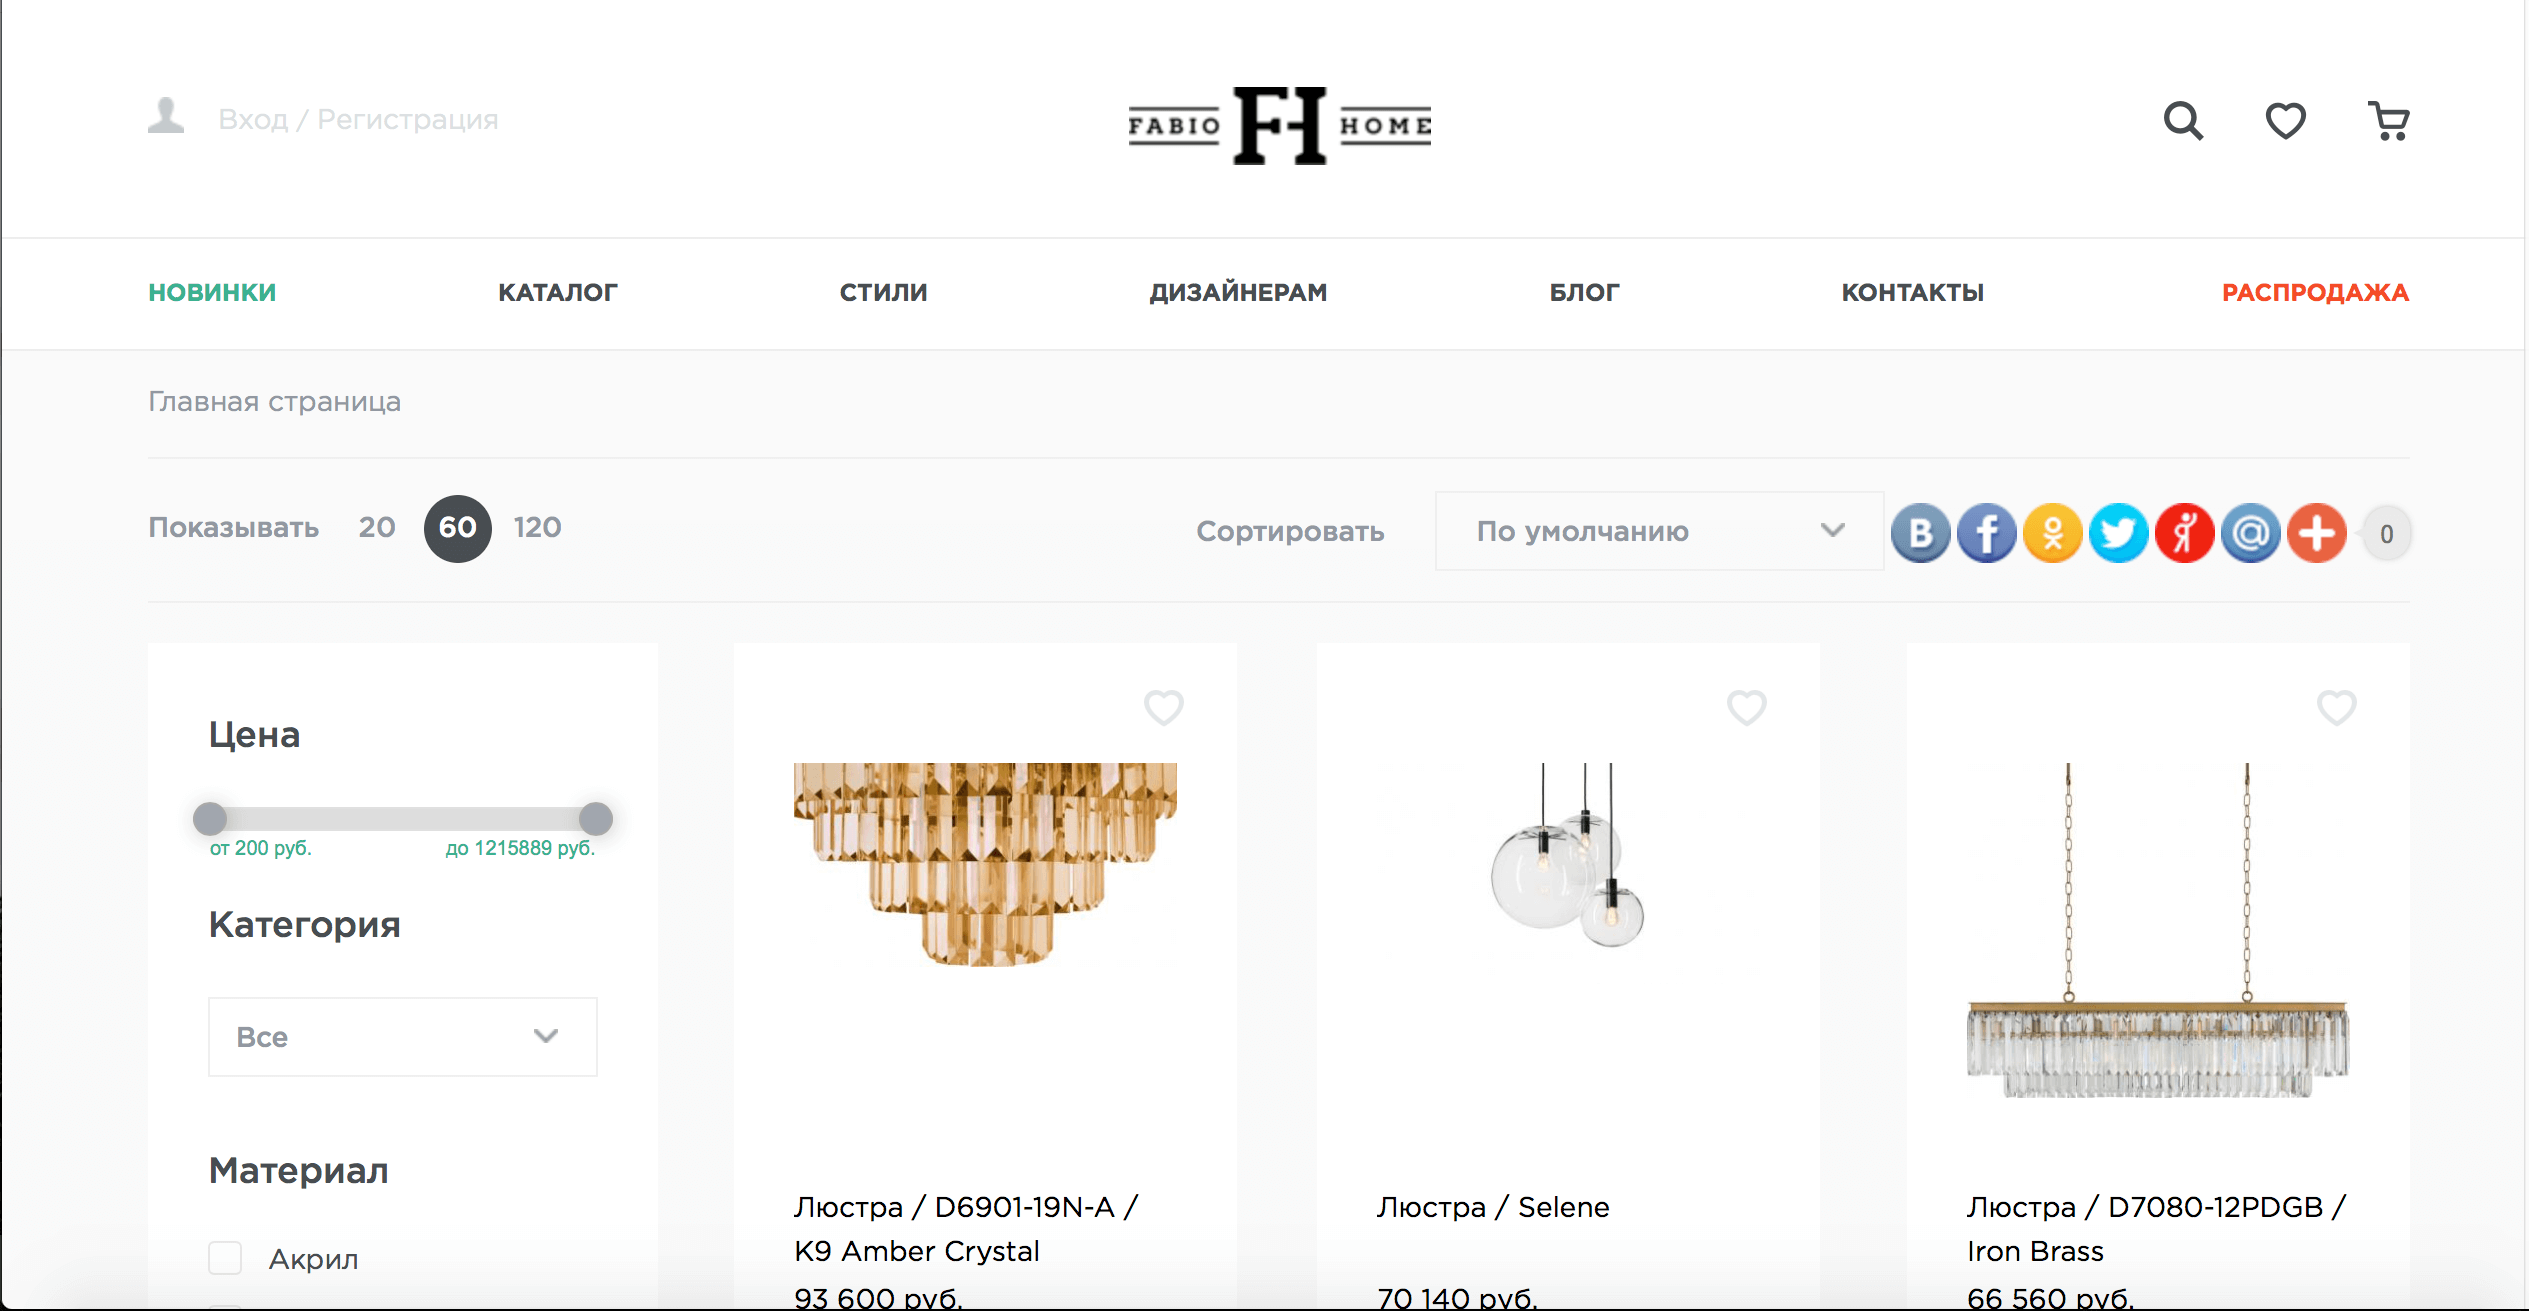 Вход / Регистрация
FABIO FH HOME
НОВИНКИ КАТАЛОГ СТИЛИ ДИЗАЙНЕРАМ БЛОГ КОНТАКТЫ РАСПРОДАЖА
Главная страница
Показывать 20 60 120 Сортировать По умолчанию 0
Цена
от 200 руб. до 1215889 руб.
Категория
Все
Материал
Акрил
Люстра / D6901-19N-A /
K9 Amber Crystal
93 600 руб.
Люстра / Selene
70 140 руб.
Люстра / D7080-12PDGB /
Iron Brass
66 560 руб.